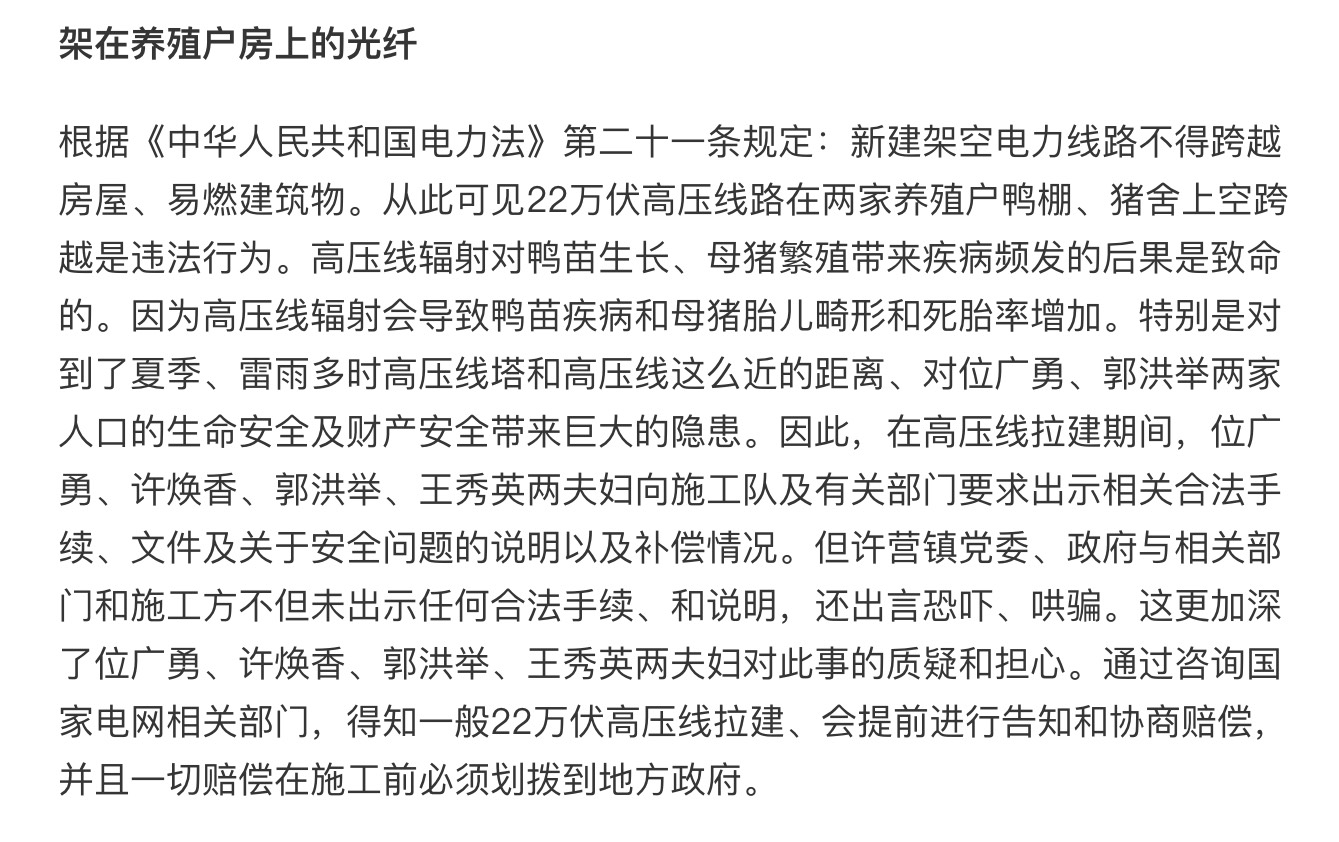 架在养殖户房上的光纤
根据《中华人民共和国电力法》第二十一条规定：新建架空电力线路不得跨越
房屋、易燃建筑物。从此可见22万伏高压线路在两家养殖户鸭棚、猪舍上空跨
越是违法行为。高压线辐射对鸭苗生长、母猪繁殖带来疾病频发的后果是致命
的。因为高压线辐射会导致鸭苗疾病和母猪胎儿畸形和死胎率增加。特别是对
到了夏季、雷雨多时高压线塔和高压线这么近的距离、对位广勇、郭洪举两家
人口的生命安全及财产安全带来巨大的隐患。因此，在高压线拉建期间，位广
勇、许焕香、郭洪举、王秀英两夫妇向施工队及有关部门要求出示相关合法手
续、文件及关于安全问题的说明以及补偿情况。但许营镇党委、政府与相关部
门和施工方不但未出示任何合法手续、和说明，还出言恐吓、哄骗。这更加深
了位广勇、许焕香、郭洪举、王秀英两夫妇对此事的质疑和担心。通过咨询国
家电网相关部门，得知一般22万伏高压线拉建、会提前进行告知和协商赔偿，
并且一切赔偿在施工前必须划拨到地方政府。